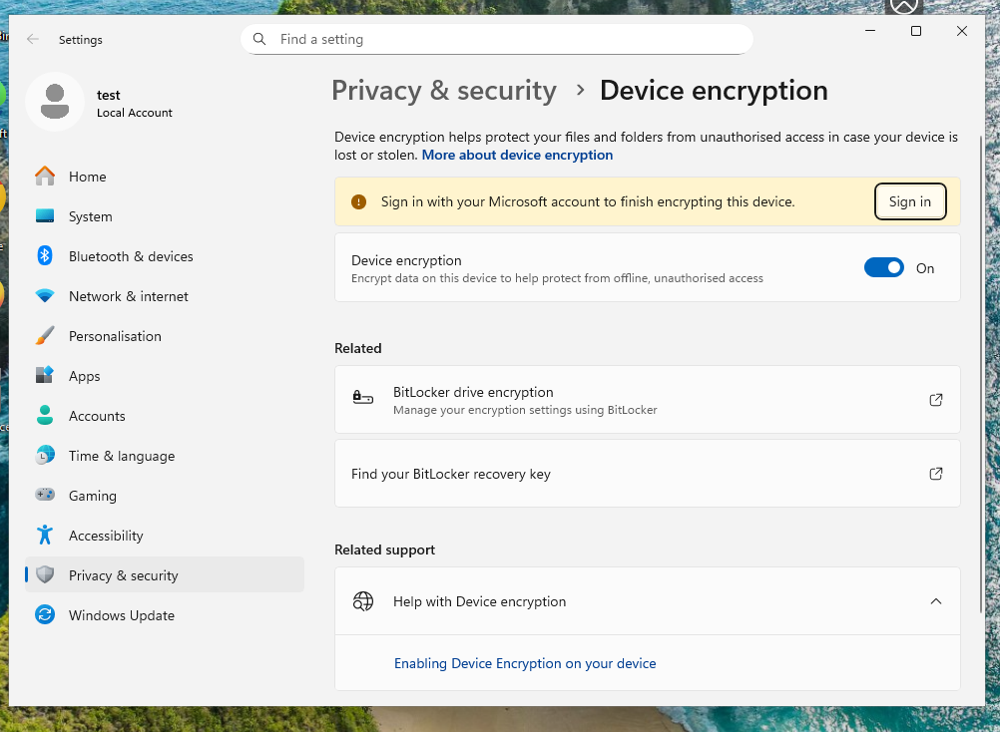 Settings
Find a setting
test
Local Account
Home
System
Bluetooth & devices
Network & internet
Personalisation
Apps
Accounts
Time & language
Gaming
Accessibility
Privacy & security
Windows Update
Privacy & security > Device encryption
Device encryption helps protect your files and folders from unauthorised access in case your device is
lost or stolen. More about device encryption
Sign in with your Microsoft account to finish encrypting this device.
Sign in
Device encryption
Encrypt data on this device to help protect from offline, unauthorised access
On
Related
BitLocker drive encryption
Manage your encryption settings using BitLocker
Find your BitLocker recovery key
Related support
Help with Device encryption
Enabling Device Encryption on your device